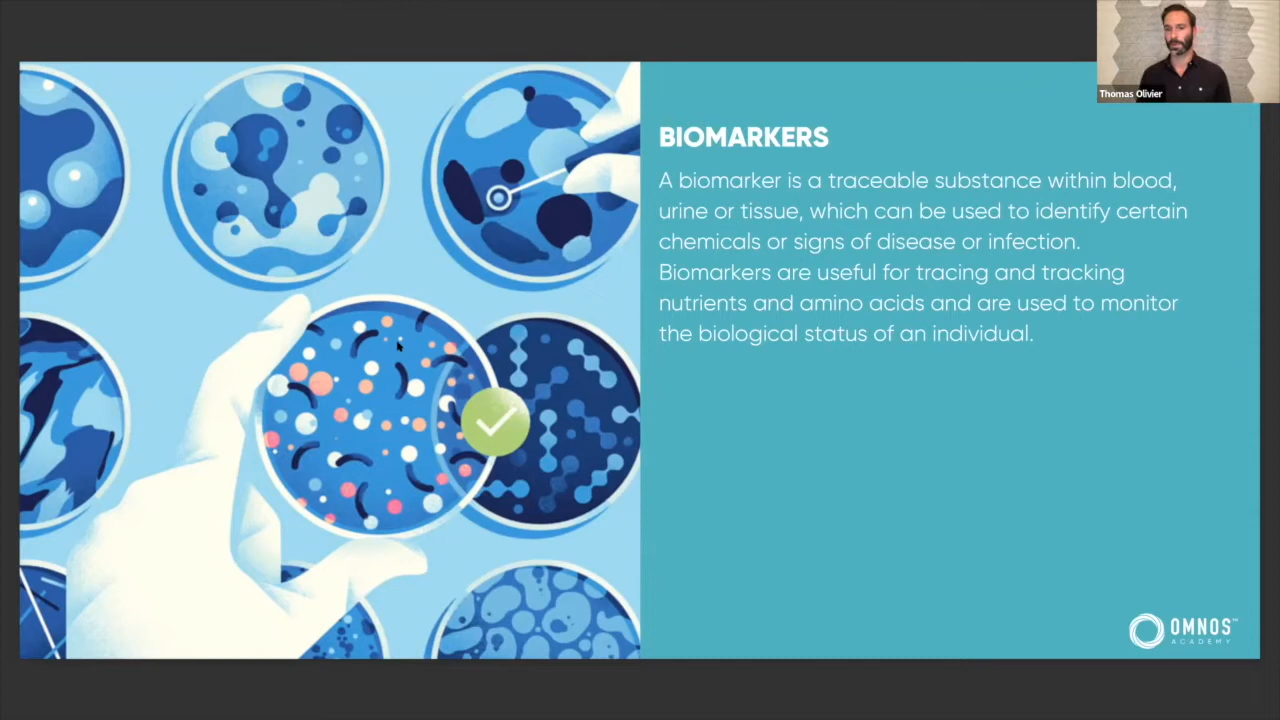 Thomas Olivier
BIOMARKERS
A biomarker is a traceable substance within blood,
urine or tissue, which can be used to identify certain
chemicals or signs of disease or infection.
Biomarkers are useful for tracing and tracking
nutrients and amino acids and are used to monitor
the biological status of an individual.
OMNOS™
ACADEMY